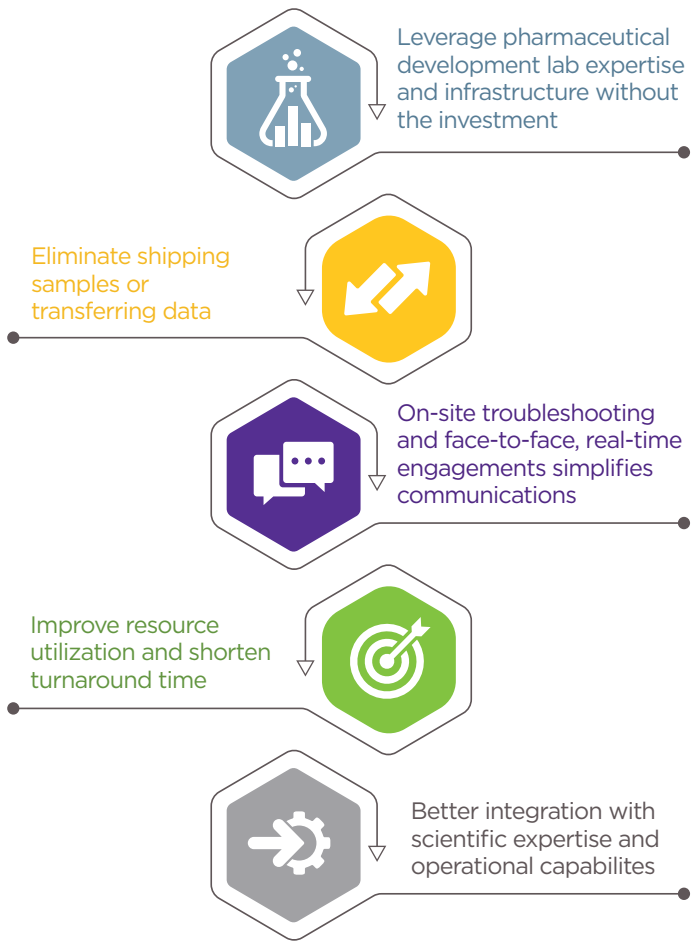 Leverage pharmaceutical
development lab expertise
and infrastructure without
the investment
Eliminate shipping
samples or
transferring data
On-site troubleshooting
and face-to-face, real-time
engagements simplifies
communications
Improve resource
utilization and shorten
turnaround time
Better integration with
scientific expertise and
operational capabilites